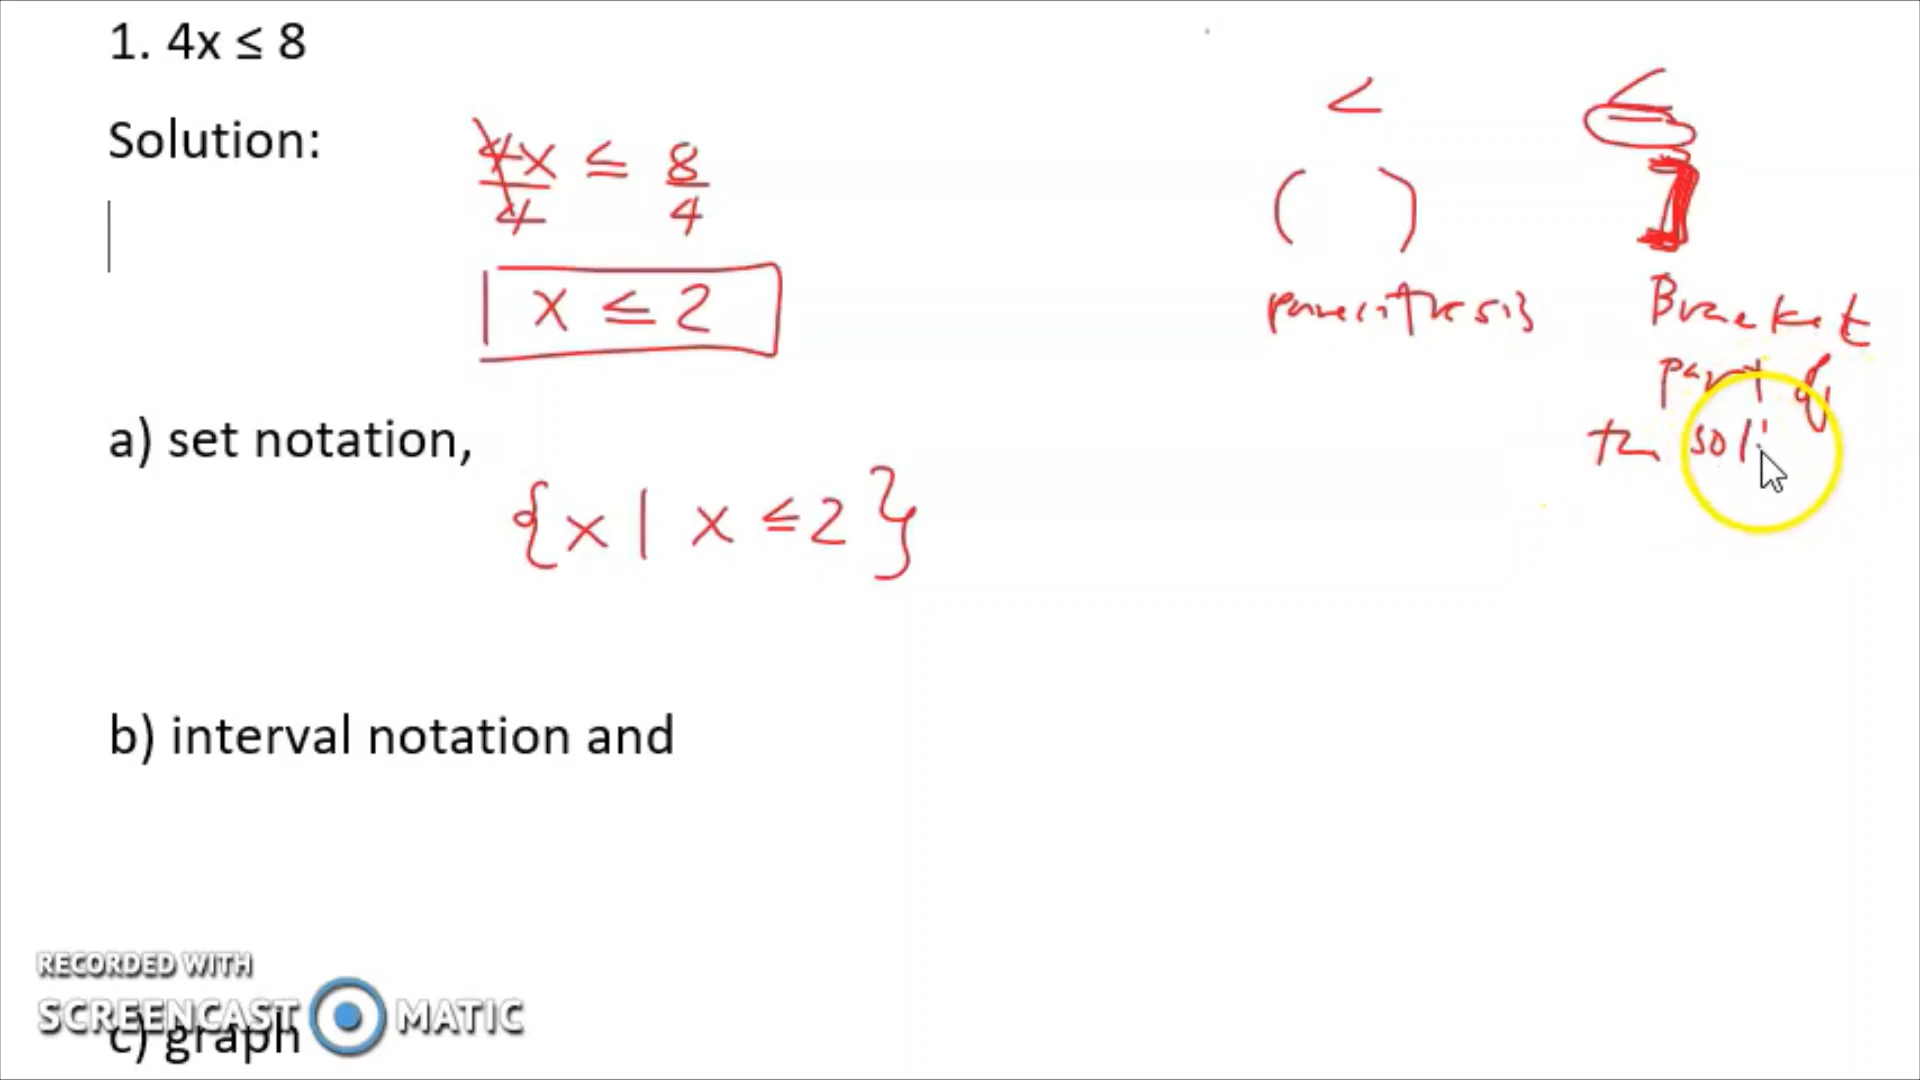 1. 4x ≤ 8
Solution:
4x ≤ 8
4 4
x ≤ 2
a) set notation,
{x | x ≤ 2}
b) interval notation and
c) graph
< ≤
( ) ]
parenthesis Bracket
part of
the sol
RECORDED WITH
SCREENCAST MATIC